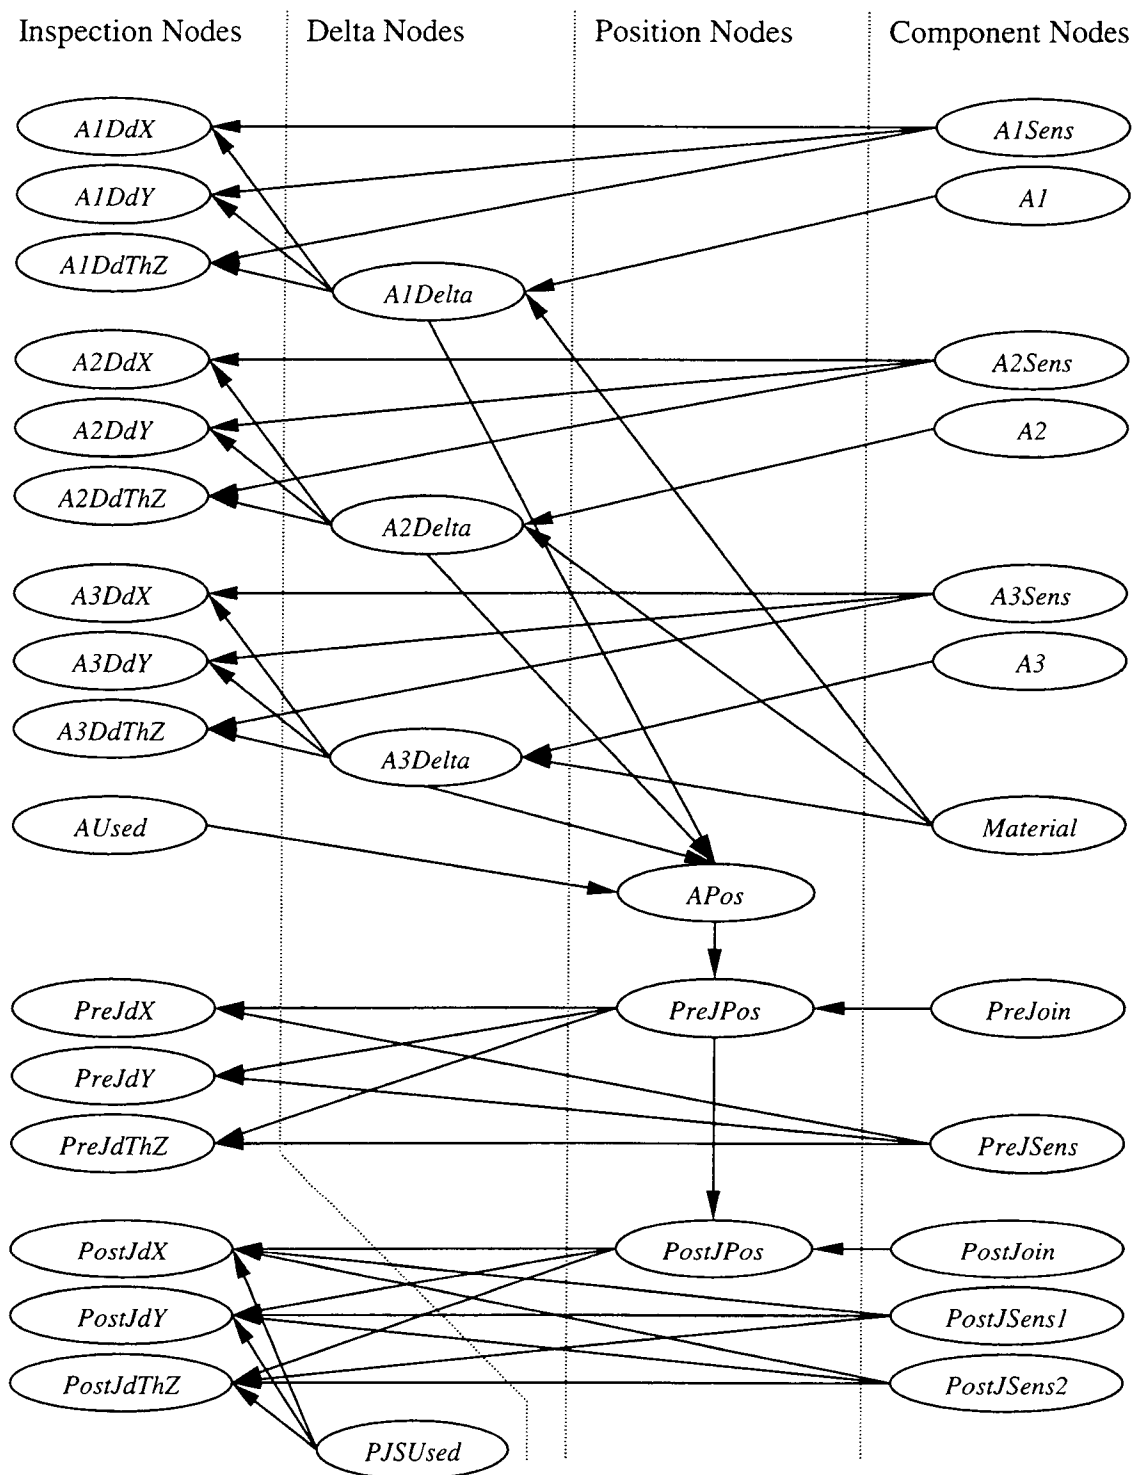 Inspection Nodes Delta Nodes Position Nodes Component Nodes
A1DdX A1Sens
A1DdY A1
A1DdThZ
A1Delta
A2DdX A2Sens
A2DdY A2
A2DdThZ
A2Delta
A3DdX A3Sens
A3DdY A3
A3DdThZ
A3Delta
AUsed Material
APos
PreJdX PreJPos PreJoin
PreJdY
PreJdThZ PreJSens
PostJdX PostJPos PostJoin
PostJdY PostJSens1
PostJdThZ PostJSens2
PJSUsed